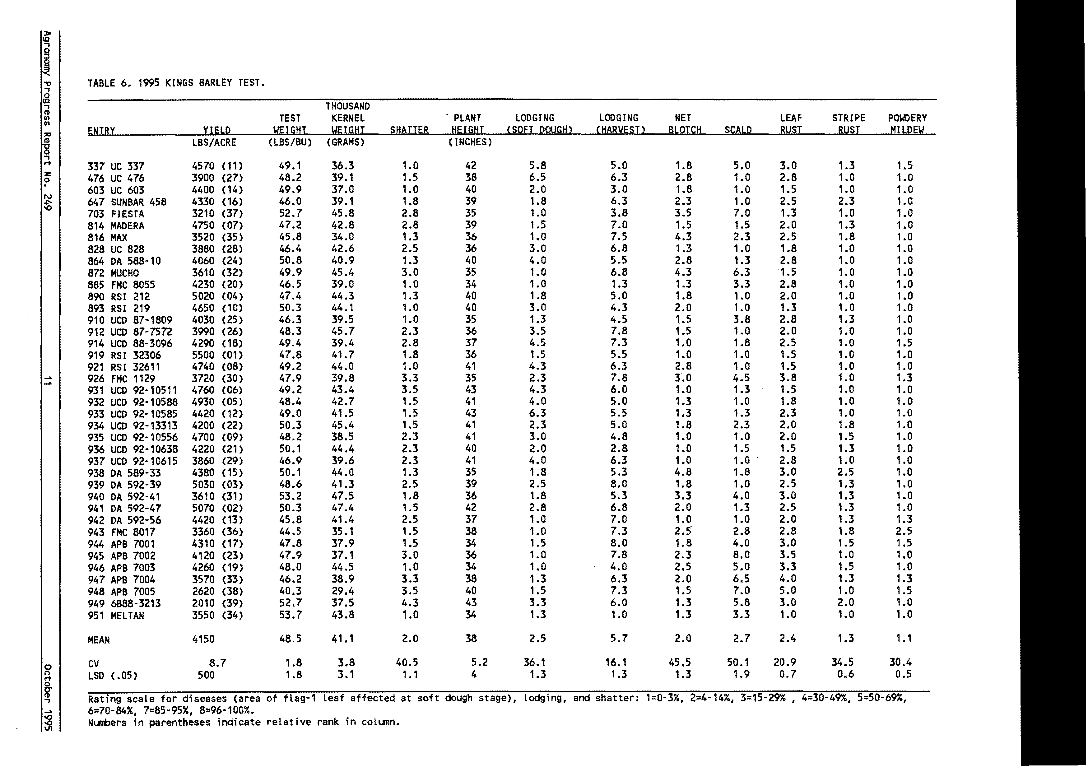 Agronomy Progress Report No. 249
11
October 1995
TABLE 6. 1995 KINGS BARLEY TEST.
THOUSAND
TEST KERNEL PLANT LODGING LODGING NET LEAF STRIPE POWDERY
ENTRY YIELD WEIGHT WEIGHT SHATTER HEIGHT (SOFT DOUGH) (HARVEST) BLOTCH SCALD RUST RUST MILDEW
LBS/ACRE (LBS/BU) (GRAMS) (INCHES)
337 UC 337 4570 (11) 49.1 36.3 1.0 42 5.8 5.0 1.8 5.0 3.0 1.3 1.5
476 UC 476 3900 (27) 48.2 39.1 1.5 38 6.5 6.3 2.8 1.0 2.8 1.0 1.0
603 UC 603 4400 (14) 49.9 37.0 1.0 40 2.0 3.0 1.8 1.0 1.5 1.0 1.0
647 SUNBAR 458 4330 (16) 46.0 39.1 1.8 39 1.8 6.3 2.3 1.0 2.5 2.3 1.0
703 FIESTA 3210 (37) 52.7 45.8 2.8 35 1.0 3.8 3.5 7.0 1.3 1.0 1.0
814 MADERA 4750 (07) 47.2 42.8 2.8 39 1.5 7.0 1.5 1.5 2.0 1.3 1.0
816 MAX 3520 (35) 45.8 34.0 1.3 36 1.0 7.5 4.3 2.3 2.5 1.8 1.0
828 UC 828 3880 (28) 46.4 42.6 2.5 36 3.0 6.8 1.3 1.0 1.8 1.0 1.0
864 DA 588-10 4060 (24) 50.8 40.9 1.3 40 4.0 5.5 2.8 1.3 2.8 1.0 1.0
872 MUCHO 3610 (32) 49.9 45.4 3.0 35 1.0 6.8 4.3 6.3 1.5 1.0 1.0
885 FMC 8055 4230 (20) 46.5 39.0 1.0 34 1.0 1.3 1.3 3.3 2.8 1.0 1.0
890 RSI 212 5020 (04) 47.4 44.3 1.3 40 1.8 5.0 1.8 1.0 2.0 1.0 1.0
893 RSI 219 4650 (10) 50.3 44.1 1.0 40 3.0 4.3 2.0 1.0 1.3 1.0 1.0
910 UCD 87-1809 4030 (25) 46.3 39.5 1.0 35 1.3 4.5 1.5 3.8 2.8 1.3 1.0
912 UCD 87-7572 3990 (26) 48.3 45.7 2.3 36 3.5 7.8 1.5 1.0 2.0 1.0 1.0
914 UCD 88-3096 4290 (18) 49.4 39.4 2.8 37 4.5 7.3 1.0 1.8 2.5 1.0 1.5
919 RSI 32306 5500 (01) 47.8 41.7 1.8 36 1.5 5.5 1.0 1.0 1.5 1.0 1.0
921 RSI 32611 4740 (08) 49.2 44.0 1.0 41 4.3 6.3 2.8 1.0 1.5 1.0 1.0
926 FMC 1129 3720 (30) 47.9 39.8 3.3 35 2.3 7.8 3.0 4.5 3.8 1.0 1.3
931 UCD 92-10511 4760 (06) 49.2 43.4 3.5 43 4.3 6.0 1.0 1.3 1.5 1.0 1.0
932 UCD 92-10588 4930 (05) 48.4 42.7 1.5 41 4.0 5.0 1.3 1.0 1.8 1.0 1.0
933 UCD 92-10585 4420 (12) 49.0 41.5 1.5 43 6.3 5.5 1.3 1.3 2.3 1.0 1.0
934 UCD 92-13313 4200 (22) 50.3 45.4 1.5 41 2.3 5.0 1.8 2.3 2.0 1.8 1.0
935 UCD 92-10556 4700 (09) 48.2 38.5 2.3 41 3.0 4.8 1.0 1.0 2.0 1.5 1.0
936 UCD 92-10638 4220 (21) 50.1 44.4 2.3 40 2.0 2.8 1.0 1.5 1.5 1.3 1.0
937 UCD 92-10615 3860 (29) 46.9 39.6 2.3 41 4.0 6.3 1.0 1.0 2.8 1.0 1.0
938 DA 589-33 4380 (15) 50.1 44.0 1.3 35 1.8 5.3 4.8 1.8 3.0 2.5 1.0
939 DA 592-39 5030 (03) 48.6 41.3 2.5 39 2.5 8.0 1.8 1.0 2.5 1.3 1.0
940 DA 592-41 3610 (31) 53.2 47.5 1.8 36 1.8 5.3 3.3 4.0 3.0 1.3 1.0
941 DA 592-47 5070 (02) 50.3 47.4 1.5 42 2.8 6.8 2.0 1.3 2.5 1.3 1.0
942 DA 592-56 4420 (13) 45.8 41.4 2.5 37 1.0 7.0 1.0 1.0 2.0 1.3 1.3
943 FMC 8017 3360 (36) 44.5 35.1 1.5 38 1.0 7.3 2.5 2.8 2.8 1.8 2.5
944 APB 7001 4310 (17) 47.8 37.9 1.5 34 1.5 8.0 1.8 4.0 3.0 1.5 1.5
945 APB 7002 4120 (23) 47.9 37.1 3.0 36 1.0 7.8 2.3 8.0 3.5 1.0 1.0
946 APB 7003 4260 (19) 48.0 44.5 1.0 34 1.0 4.0 2.5 5.0 3.3 1.5 1.0
947 APB 7004 3570 (33) 46.2 38.9 3.3 38 1.3 6.3 2.0 6.5 4.0 1.3 1.3
948 APB 7005 2620 (38) 40.3 29.4 3.5 40 1.5 7.3 1.5 7.0 5.0 1.0 1.5
949 6B88-3213 2010 (39) 52.7 37.5 4.3 43 3.3 6.0 1.3 5.8 3.0 2.0 1.0
951 MELTAN 3550 (34) 53.7 43.8 1.0 34 1.3 1.0 1.3 3.3 1.0 1.0 1.0
MEAN 4150 48.5 41.1 2.0 38 2.5 5.7 2.0 2.7 2.4 1.3 1.1
CV 8.7 1.8 3.8 40.5 5.2 36.1 16.1 45.5 50.1 20.9 34.5 30.4
LSD (.05) 500 1.8 3.1 1.1 4 1.3 1.3 1.3 1.9 0.7 0.6 0.5
Rating scale for diseases (area of flag-1 leaf affected at soft dough stage), lodging, and shatter: 1=0-3%, 2=4-14%, 3=15-29% , 4=30-49%, 5=50-69%,
6=70-84%, 7=85-95%, 8=96-100%.
Numbers in parentheses indicate relative rank in column.